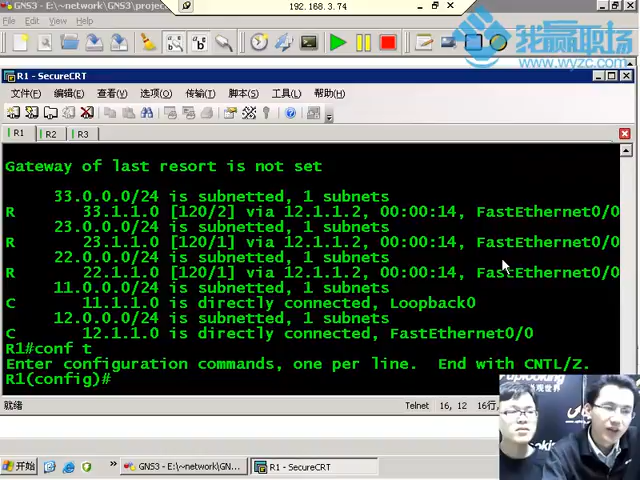 GNS3 - E:\~network\GNS3\project
192.168.3.74
Edit View
我赢职场
www.wyzc.com
R1 - SecureCRT
文件(F) 编辑(E) 查看(V) 选项(O) 传输(T) 脚本(S) 工具(L) 帮助(H)
R1 R2 R3
Gateway of last resort is not set
33.0.0.0/24 is subnetted, 1 subnets
R 33.1.1.0 [120/2] via 12.1.1.2, 00:00:14, FastEthernet0/0
23.0.0.0/24 is subnetted, 1 subnets
R 23.1.1.0 [120/1] via 12.1.1.2, 00:00:14, FastEthernet0/0
22.0.0.0/24 is subnetted, 1 subnets
R 22.1.1.0 [120/1] via 12.1.1.2, 00:00:14, FastEthernet0/0
11.0.0.0/24 is subnetted, 1 subnets
C 11.1.1.0 is directly connected, Loopback0
12.0.0.0/24 is subnetted, 1 subnets
C 12.1.1.0 is directly connected, FastEthernet0/0
R1#conf t
Enter configuration commands, one per line. End with CNTL/Z.
R1(config)#
就绪 Telnet 16, 12 16行,
开始 GNS3 - E:\~network\GN... R1 - SecureCRT